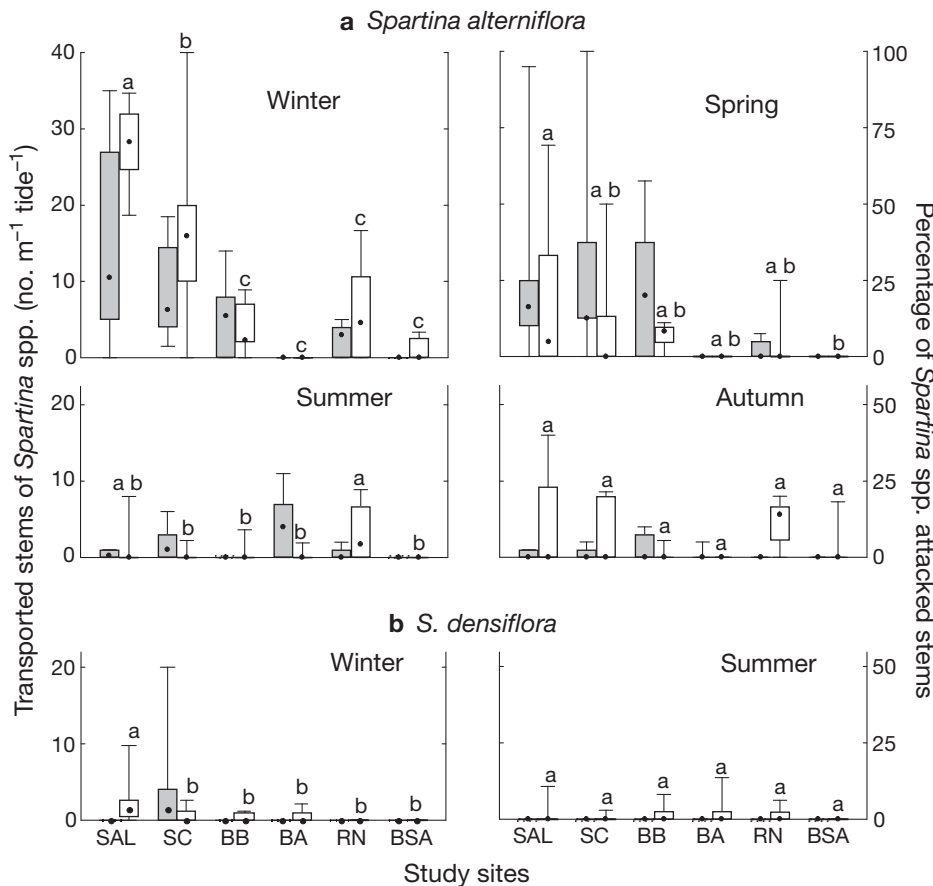 a Spartina alterniflora
Transported stems of Spartina spp. (no. m⁻¹ tide⁻¹)
Percentage of Spartina spp. attacked stems
Winter
40
30
20
10
0
a
b
c
c
c
c
Spring
100
75
50
25
0
a
a b
a b
a b
a b
b
Summer
20
10
0
a b
b
b
b
a
b
Autumn
50
25
0
a
a
a
a
a
a
b S. densiflora
Winter
20
10
0
a
b
b
b
b
b
Summer
50
25
0
a
a
a
a
a
a
SAL SC BB BA RN BSA
SAL SC BB BA RN BSA
Study sites